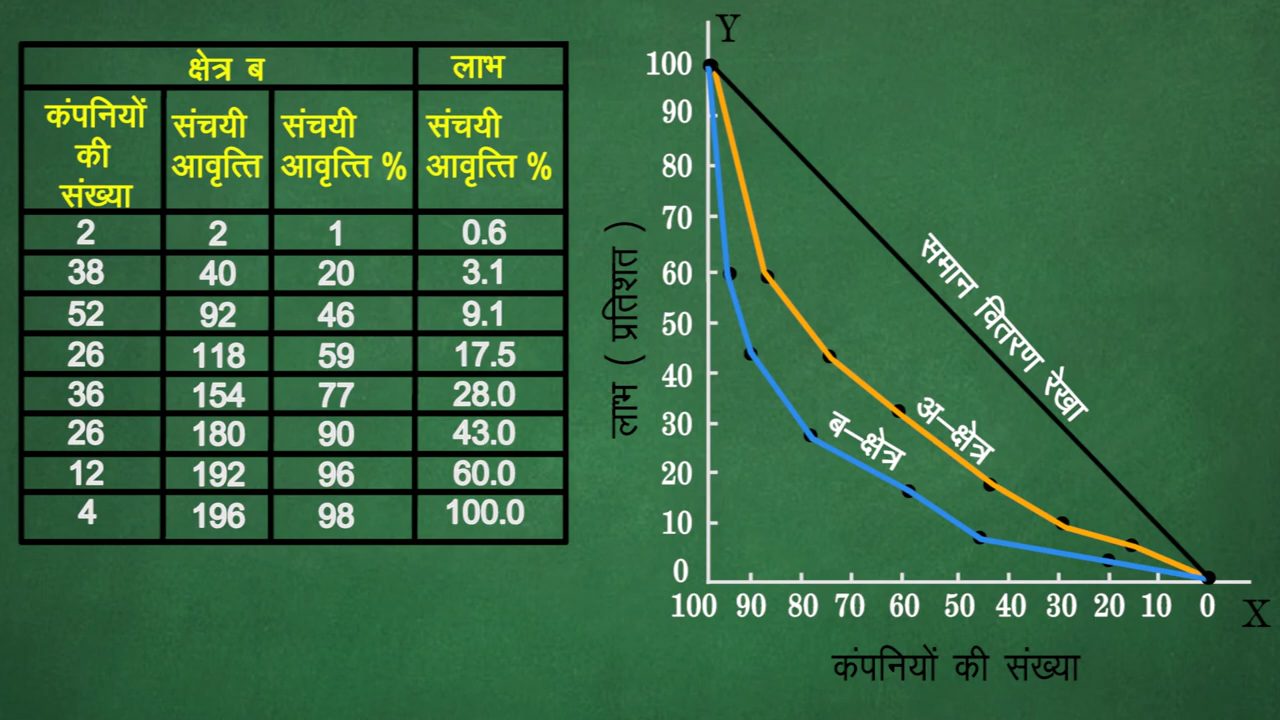 क्षेत्र ब लाभ
कंपनियों की संख्या संचयी आवृत्ति संचयी आवृत्ति % संचयी आवृत्ति %
2 2 1 0.6
38 40 20 3.1
52 92 46 9.1
26 118 59 17.5
36 154 77 28.0
26 180 90 43.0
12 192 96 60.0
4 196 98 100.0
Y
100
90
80
70
60
50
40
30
20
10
0
लाभ ( प्रतिशत )
समान वितरण रेखा
अ–क्षेत्र
ब–क्षेत्र
100 90 80 70 60 50 40 30 20 10 0
X
कंपनियों की संख्या